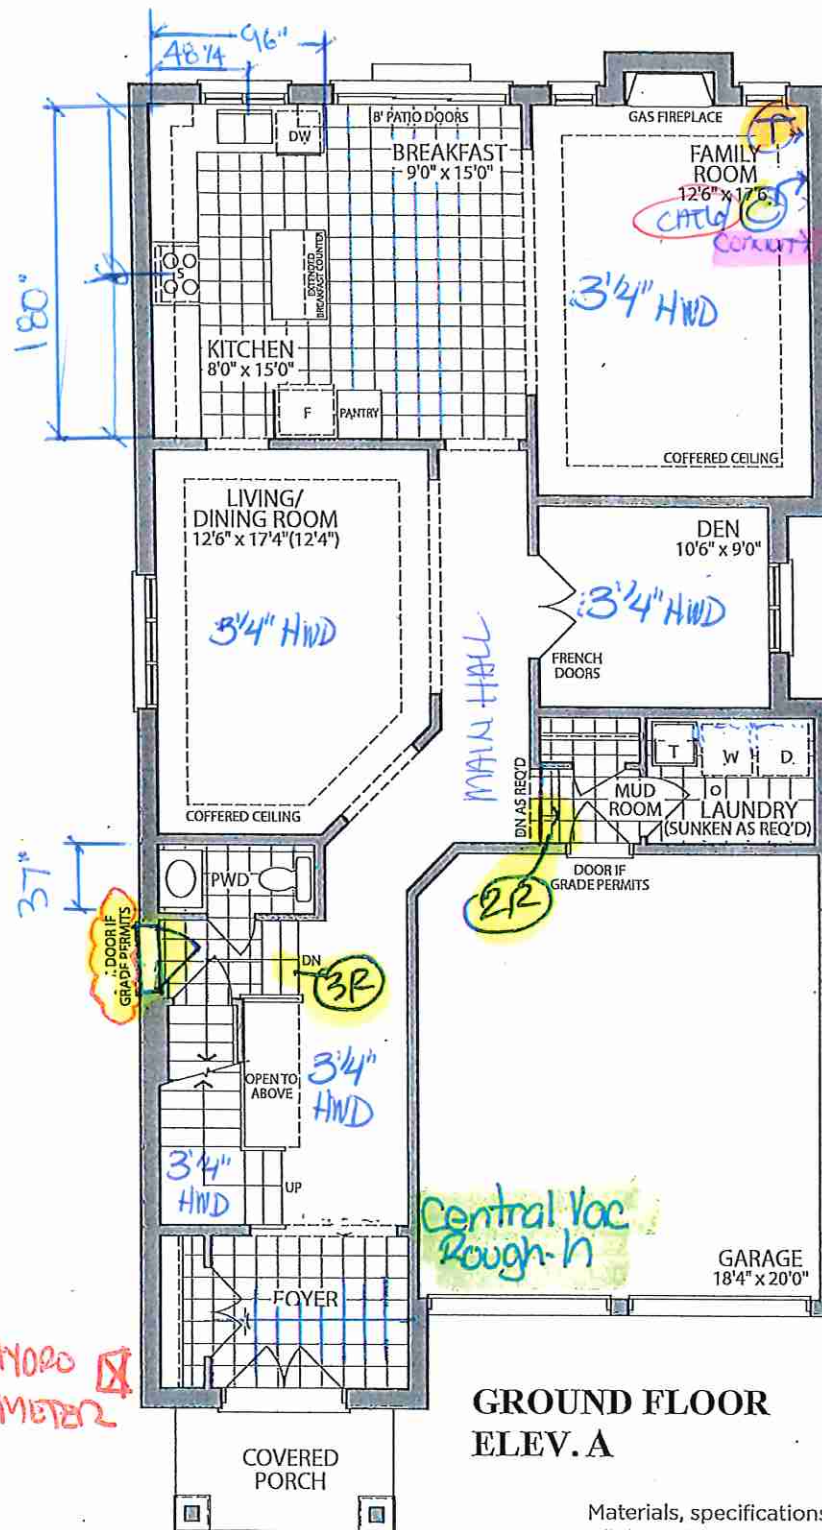 96"
48 1/4
DW
8' PATIO DOORS
BREAKFAST
9'0" x 15'0"
GAS FIREPLACE
FAMILY
ROOM
12'6" x 17'6
C
180"
S
EXTENDED
BREAKFAST COUNTER
3 1/4" HWD
KITCHEN
8'0" x 15'0"
F
PANTRY
COFFERED CEILING
LIVING/
DINING ROOM
12'6" x 17'4"(12'4")
DEN
10'6" x 9'0"
3 1/4" HWD
3 1/4" HWD
MAIN HALL
FRENCH
DOORS
T
W
D
DN AS REQ'D
MUD
ROOM
LAUNDRY
(SUNKEN AS REQ'D)
COFFERED CEILING
37"
PWD
DOOR IF
GRADE PERMITS
2R
DOOR IF
GRADE PERMITS
DN
3R
OPEN TO
ABOVE
3 1/4"
HWD
3 1/4"
HWD
UP
Central Vac
Rough-In
GARAGE
18'4" x 20'0"
FOYER
HYDRO
METER
GROUND FLOOR
ELEV. A
COVERED
PORCH
Materials, specifications